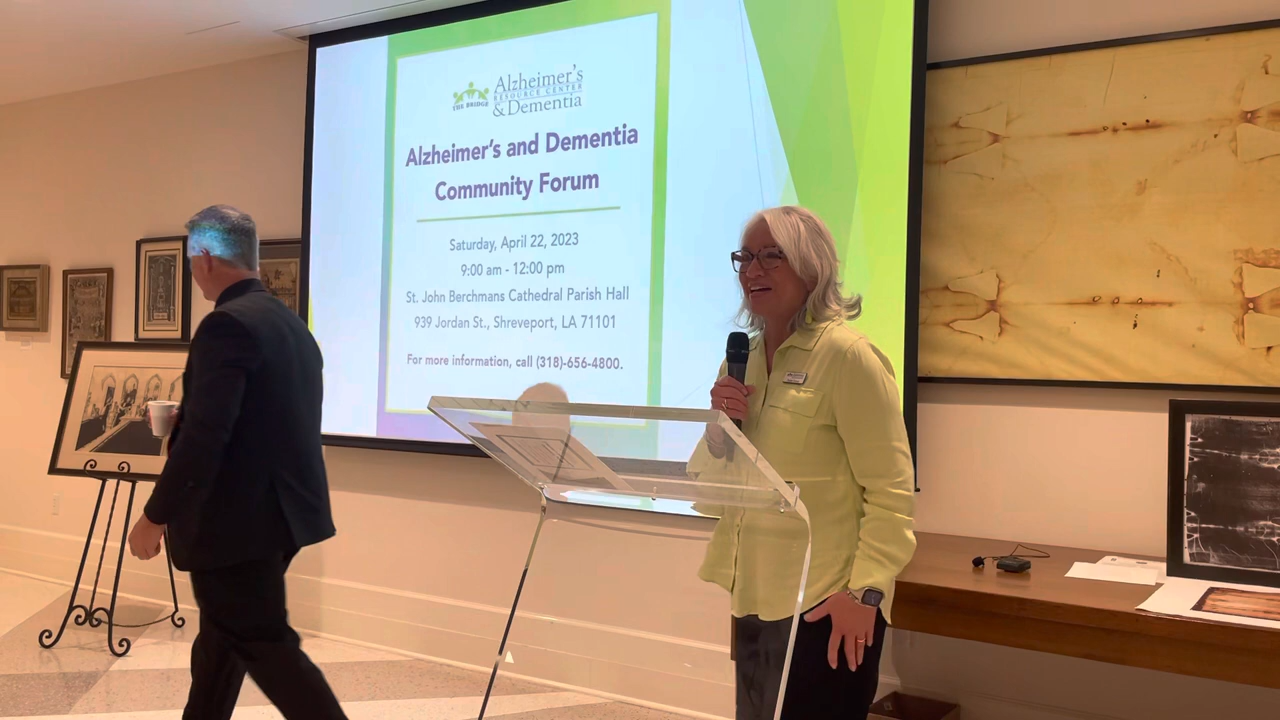 THE BRIDGE
Alzheimer's
RESOURCE CENTER
& Dementia
Alzheimer's and Dementia
Community Forum
Saturday, April 22, 2023
9:00 am - 12:00 pm
St. John Berchmans Cathedral Parish Hall
939 Jordan St., Shreveport, LA 71101
For more information, call (318)-656-4800.